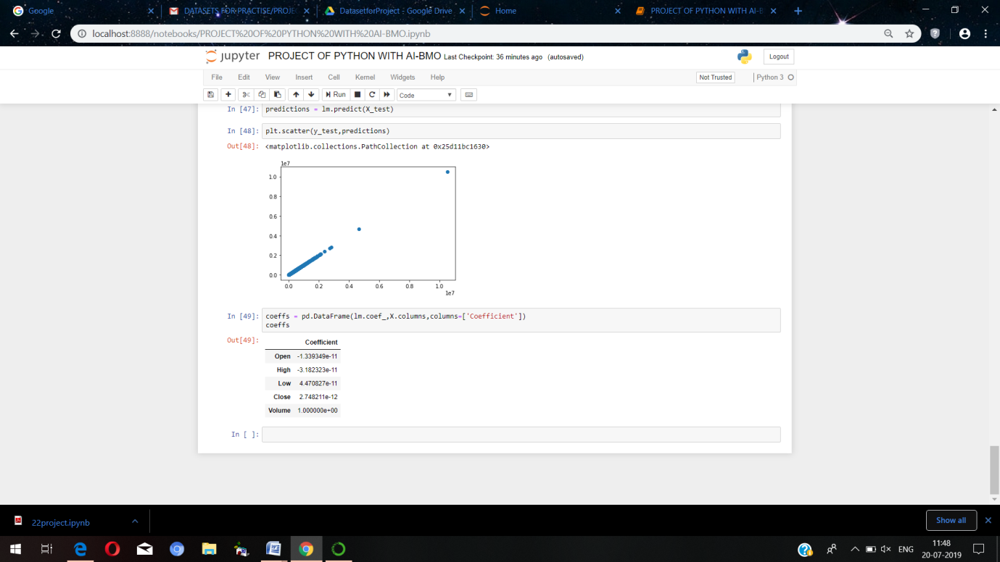 Google
DATASETS FOR PRACTISE/PROJE
DatasetforProject - Google Drive
Home
PROJECT OF PYTHON WITH AI-B
localhost:8888/notebooks/PROJECT%20OF%20PYTHON%20WITH%20AI-BMO.ipynb
jupyter PROJECT OF PYTHON WITH AI-BMO Last Checkpoint: 36 minutes ago (autosaved)
Logout
File Edit View Insert Cell Kernel Widgets Help
Not Trusted
Python 3
Run
Code
In [47]: predictions = lm.predict(X_test)
In [48]: plt.scatter(y_test,predictions)
Out[48]: <matplotlib.collections.PathCollection at 0x25d11bc1630>
1e7
1.0
0.8
0.6
0.4
0.2
0.0
0.0 0.2 0.4 0.6 0.8 1.0
1e7
In [49]: coeffs = pd.DataFrame(lm.coef_,X.columns,columns=['Coefficient'])
coeffs
Out[49]:
Coefficient
Open -1.339349e-11
High -3.182323e-11
Low 4.470827e-11
Close 2.748211e-12
Volume 1.000000e+00
In [ ]:
22project.ipynb
Show all
ENG
11:48
20-07-2019